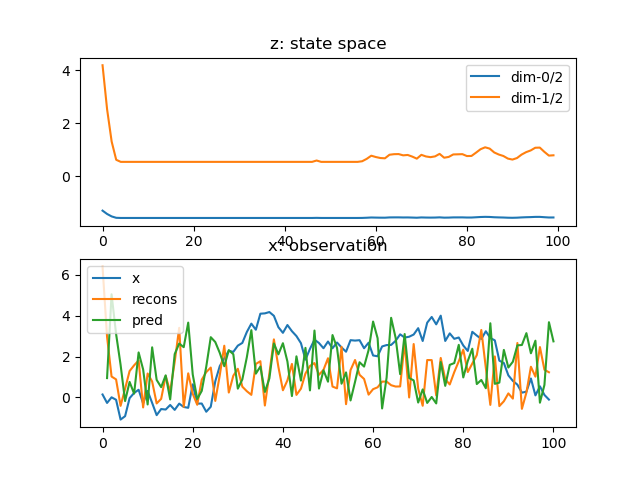 z: state space
4
2
0
dim-0/2
dim-1/2
0 20 40 60 80 100
x: observation
6
4
2
0
x
recons
pred
0 20 40 60 80 100